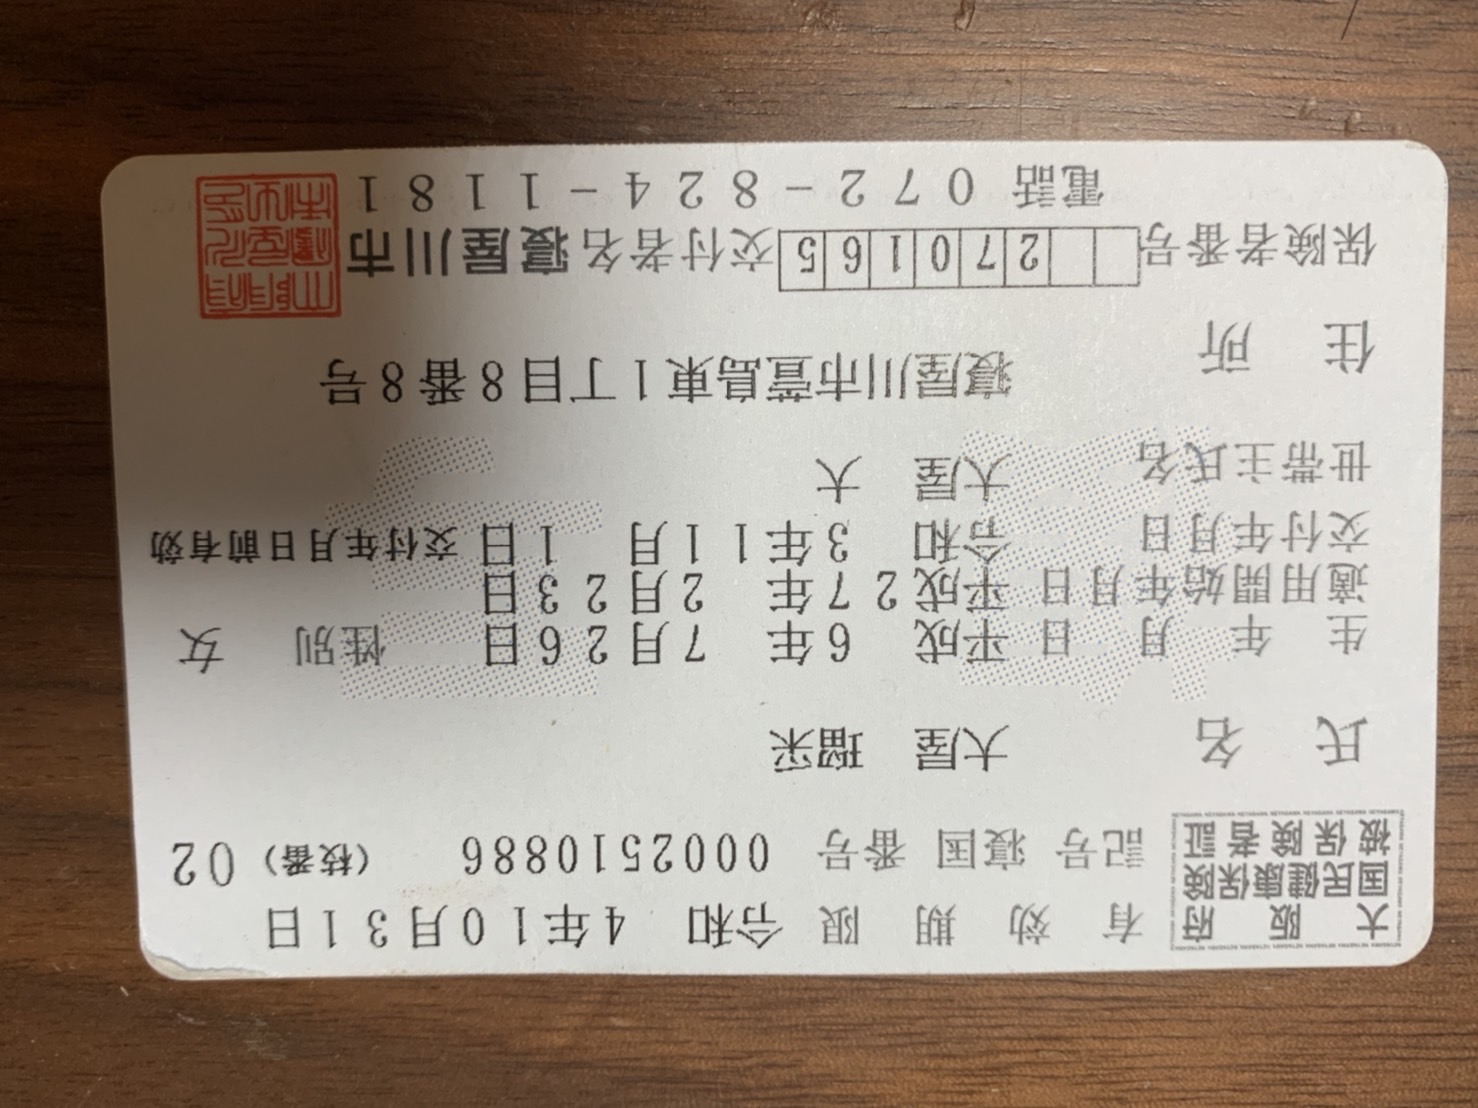 大阪府
国民健康保険
被保険者証
有効期限 令和 4年10月31日
記号 寝国 番号 0002510886 (枝番) 02
氏名 大屋 瑠采
生年月日 平成 6年 7月26日 性別 女
適用開始年月日 平成27年 2月23日
交付年月日 令和 3年11月 1日 交付年月日前有効
世帯主氏名 大屋 大
住所 寝屋川市萱島東1丁目8番8号
保険者番号 270165 交付者名 寝屋川市
電話 072-824-1181